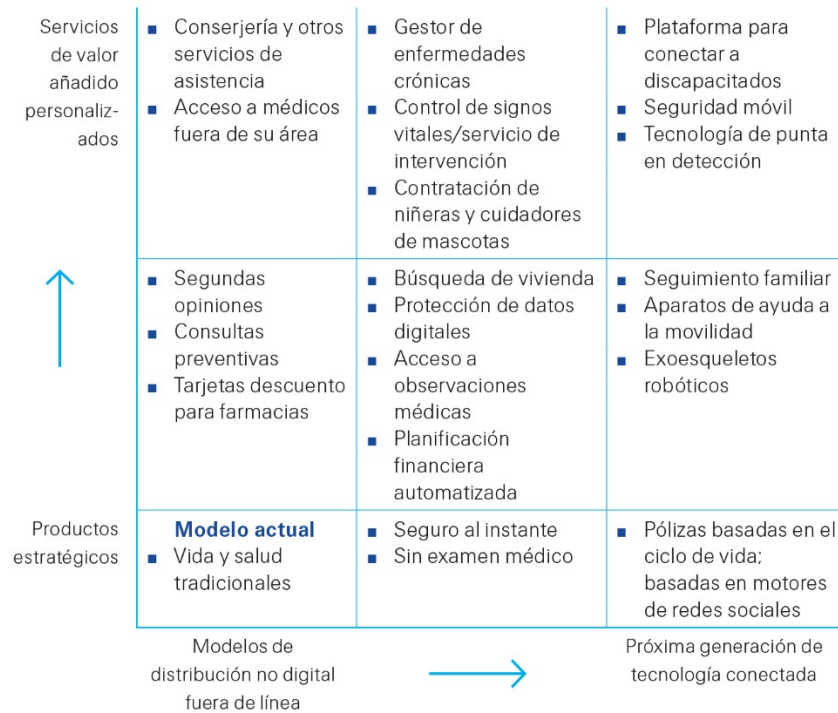 Servicios
de valor
añadido
personaliz-
ados
Conserjería y otros
servicios de
asistencia
Acceso a médicos
fuera de su área
Gestor de
enfermedades
crónicas
Control de signos
vitales/servicio de
intervención
Contratación de
niñeras y cuidadores
de mascotas
Plataforma para
conectar a
discapacitados
Seguridad móvil
Tecnología de punta
en detección
Segundas
opiniones
Consultas
preventivas
Tarjetas descuento
para farmacias
Búsqueda de vivienda
Protección de datos
digitales
Acceso a
observaciones
médicas
Planificación
financiera
automatizada
Seguimiento familiar
Aparatos de ayuda a
la movilidad
Exoesqueletos
robóticos
Productos
estratégicos
Modelo actual
Vida y salud
tradicionales
Seguro al instante
Sin examen médico
Pólizas basadas en el
ciclo de vida;
basadas en motores
de redes sociales
Modelos de
distribución no digital
fuera de línea
Próxima generación de
tecnología conectada